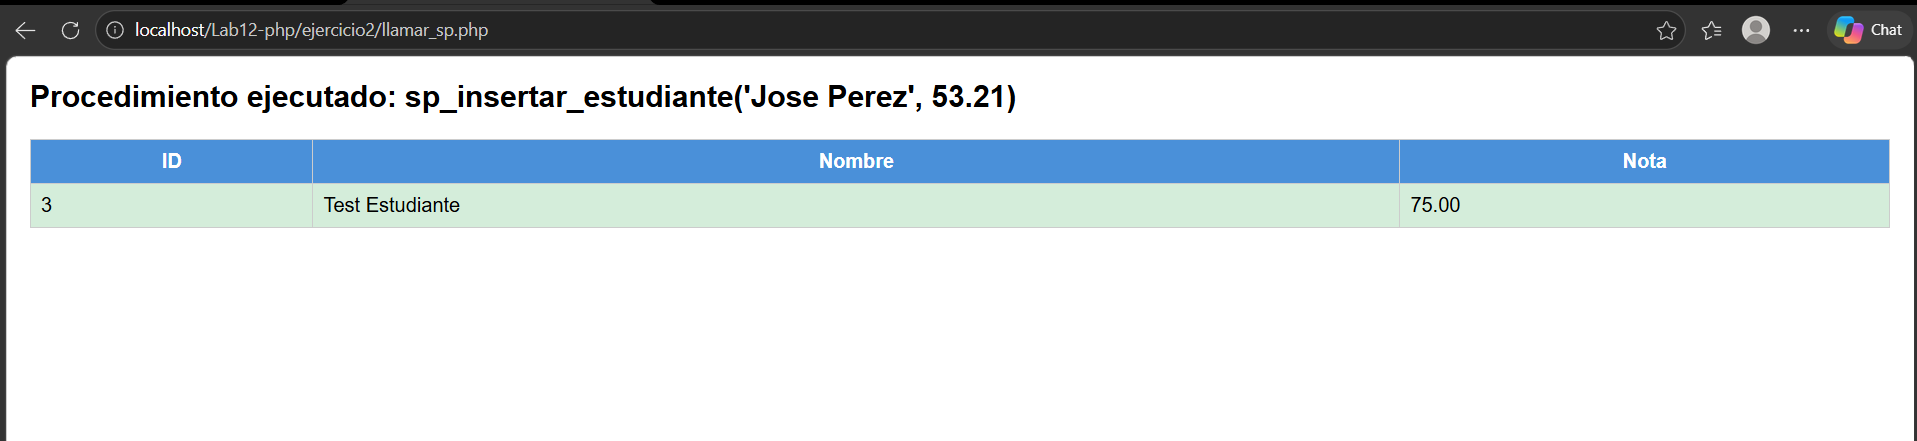 localhost/Lab12-php/ejercicio2/llamar_sp.php
Chat
Procedimiento ejecutado: sp_insertar_estudiante('Jose Perez', 53.21)
ID Nombre Nota
3 Test Estudiante 75.00